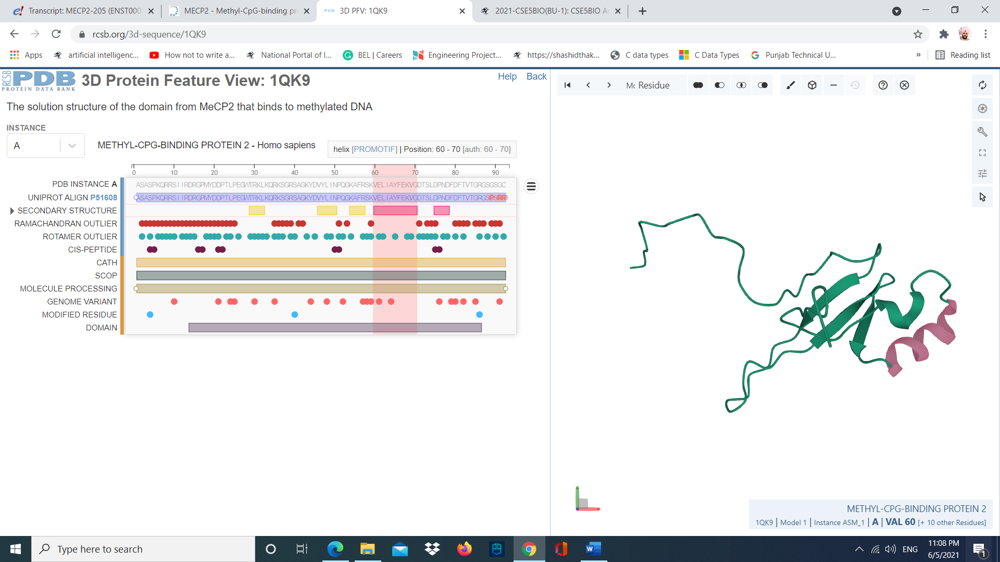 Transcript: MECP2-205 (ENST000
MECP2 - Methyl-CpG-binding pr
3D PFV: 1QK9
2021-CSE5BIO(BU-1): CSE5BIO As
rcsb.org/3d-sequence/1QK9
Apps
artificial intelligenc...
How not to write a...
National Portal of I...
BEL | Careers
Engineering Project...
https://shashidthak...
C data types
C Data Types
Punjab Technical U...
»
Reading list
RCSB PDB
PROTEIN DATA BANK
3D Protein Feature View: 1QK9
Help Back
The solution structure of the domain from MeCP2 that binds to methylated DNA
INSTANCE
A
METHYL-CPG-BINDING PROTEIN 2 - Homo sapiens
helix [PROMOTIF] | Position: 60 - 70 [auth: 60 - 70]
0 10 20 30 40 50 60 70 80 90
PDB INSTANCE A
ASASPKQRRSIIRDRGPMYDDPTLPEGWTRKLKQRKSGRSAGKYDVYLINPQGKAFRSKVELIAYFEKVGDTSLDPNDFDFTVTGRGSGSGC
UNIPROT ALIGN P51608
ASASPKQRRSIIRDRGPMYDDPTLPEGWTRKLKQRKSGRSAGKYDVYLINPQGKAFRSKVELIAYFEKVGDTSLDPNDFDFTVTGRGSPSRR
SECONDARY STRUCTURE
RAMACHANDRAN OUTLIER
ROTAMER OUTLIER
CIS-PEPTIDE
CATH
SCOP
MOLECULE PROCESSING
GENOME VARIANT
MODIFIED RESIDUE
DOMAIN
Residue
METHYL-CPG-BINDING PROTEIN 2
1QK9 | Model 1 | Instance ASM_1 | A | VAL 60 [+ 10 other Residues]
Type here to search
ENG
11:08 PM
6/5/2021
1